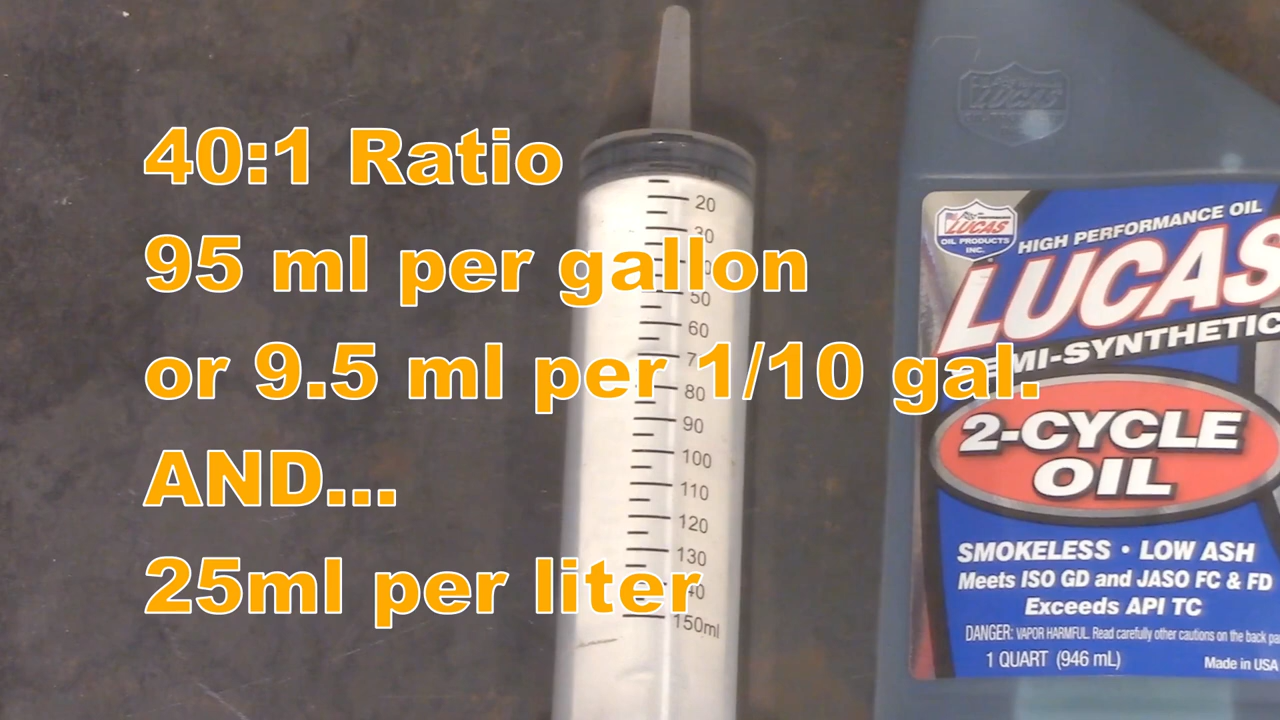 40:1 Ratio
95 ml per gallon
or 9.5 ml per 1/10 gal.
AND...
25ml per liter
20
30
50
60
80
90
100
110
120
130
150ml
LUCAS
LUCAS
OIL PRODUCTS
INC.
HIGH PERFORMANCE OIL
LUCAS
SEMI-SYNTHETIC
2-CYCLE
OIL
SMOKELESS • LOW ASH
Meets ISO GD and JASO FC & FD
Exceeds API TC
DANGER: VAPOR HARMFUL. Read carefully other cautions on the back
1 QUART (946 mL)
Made in USA